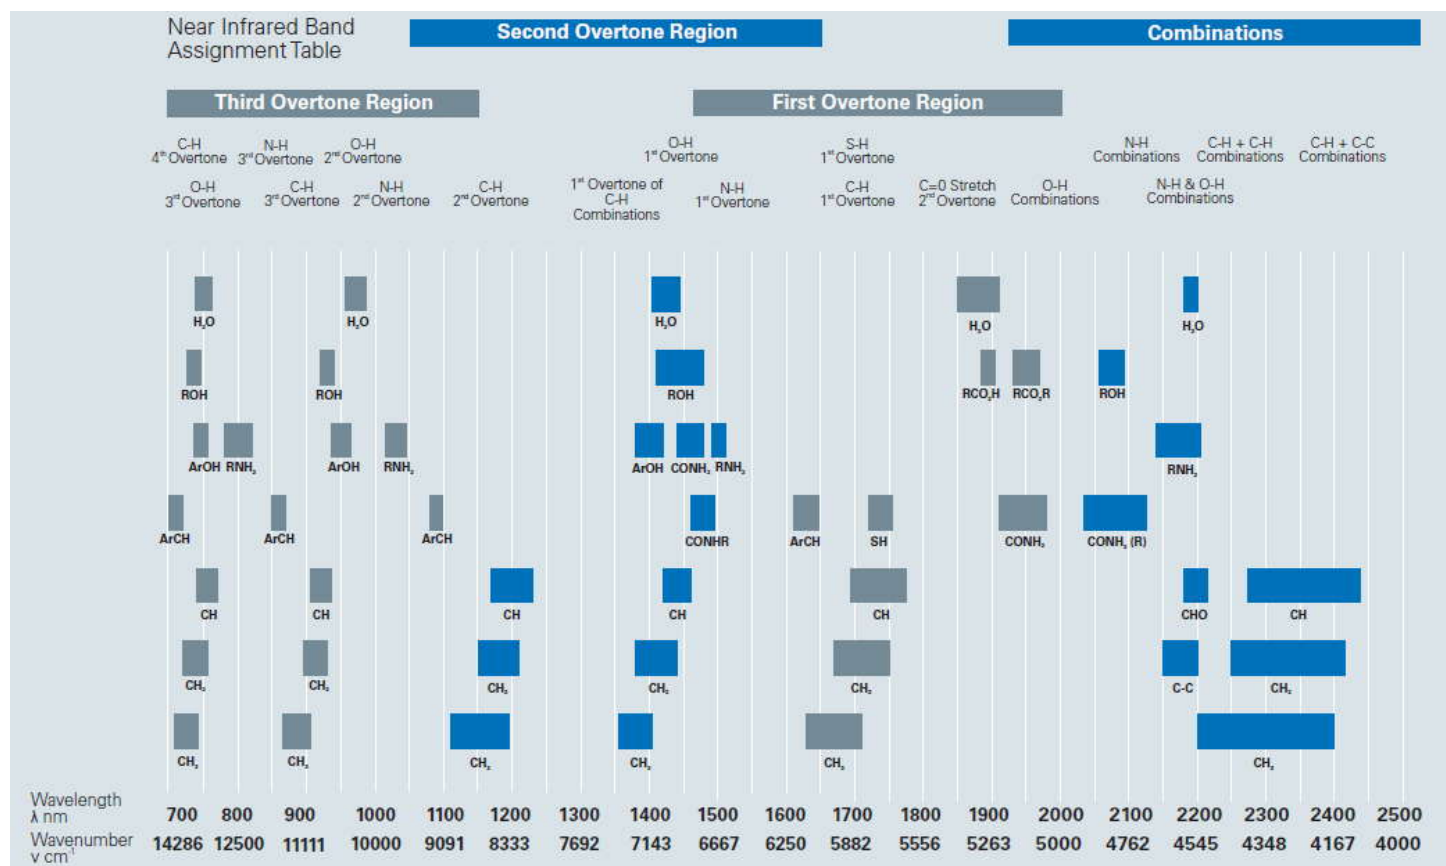 Near Infrared Band
Assignment Table
Second Overtone Region
Combinations
Third Overtone Region
First Overtone Region
C-H
4th Overtone
N-H
3rd Overtone
O-H
2nd Overtone
O-H
1st Overtone
S-H
1st Overtone
N-H
Combinations
C-H + C-H
Combinations
C-H + C-C
Combinations
O-H
3rd Overtone
C-H
3rd Overtone
N-H
2nd Overtone
C-H
2nd Overtone
1st Overtone of
C-H
Combinations
N-H
1st Overtone
C-H
1st Overtone
C=0 Stretch
2nd Overtone
O-H
Combinations
N-H & O-H
Combinations
H₂O H₂O H₂O H₂O H₂O
ROH ROH ROH RCO₂H RCO₂R ROH
ArOH RNH₂ ArOH RNH₂ ArOH CONH₂ RNH₂ RNH₂
ArCH ArCH ArCH CONHR ArCH SH CONH₂ CONH₂ (R)
CH CH CH CH CH CHO CH
CH₂ CH₂ CH₂ CH₂ CH₂ C-C CH₂
CH₃ CH₃ CH₃ CH₃ CH₃ CH₃
Wavelength
λ nm
700 800 900 1000 1100 1200 1300 1400 1500 1600 1700 1800 1900 2000 2100 2200 2300 2400 2500
Wavenumber
ν cm⁻¹
14286 12500 11111 10000 9091 8333 7692 7143 6667 6250 5882 5556 5263 5000 4762 4545 4348 4167 4000